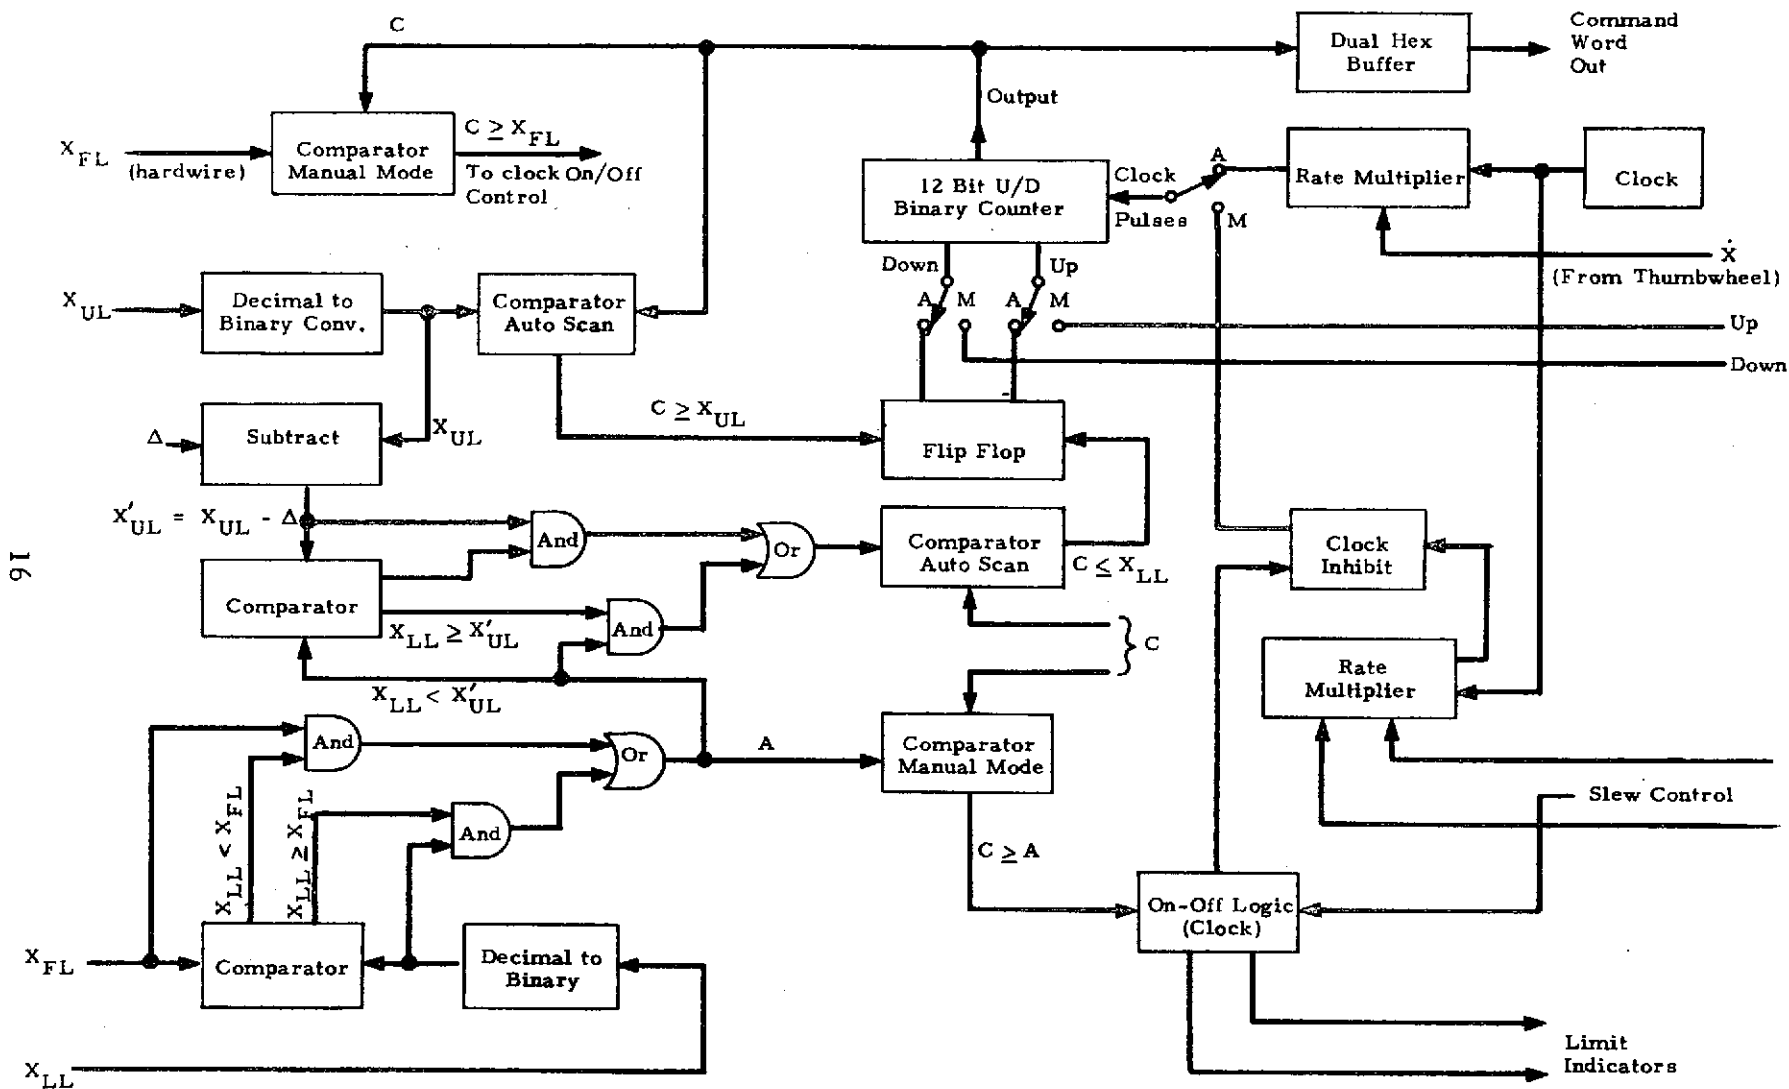 C
Command
Word
Out
Dual Hex
Buffer
Output
X_FL
(hardwire)
Comparator
Manual Mode
C ≥ X_FL
To clock On/Off
Control
12 Bit U/D
Binary Counter
Clock
Pulses
A
M
Rate Multiplier
Clock
Ẋ
(From Thumbwheel)
Down
Up
A
M
A
M
Up
Down
X_UL
Decimal to
Binary Conv.
Comparator
Auto Scan
Δ
Subtract
X_UL
C ≥ X_UL
Flip Flop
X'_UL = X_UL - Δ
And
Or
Comparator
Auto Scan
C ≤ X_LL
Clock
Inhibit
Comparator
X_LL ≥ X'_UL
And
C
X_LL < X'_UL
Rate
Multiplier
And
Or
A
Comparator
Manual Mode
X_LL < X_FL
X_LL ≥ X_FL
And
Slew Control
C ≥ A
On-Off Logic
(Clock)
X_FL
Comparator
Decimal to
Binary
X_LL
Limit
Indicators
16